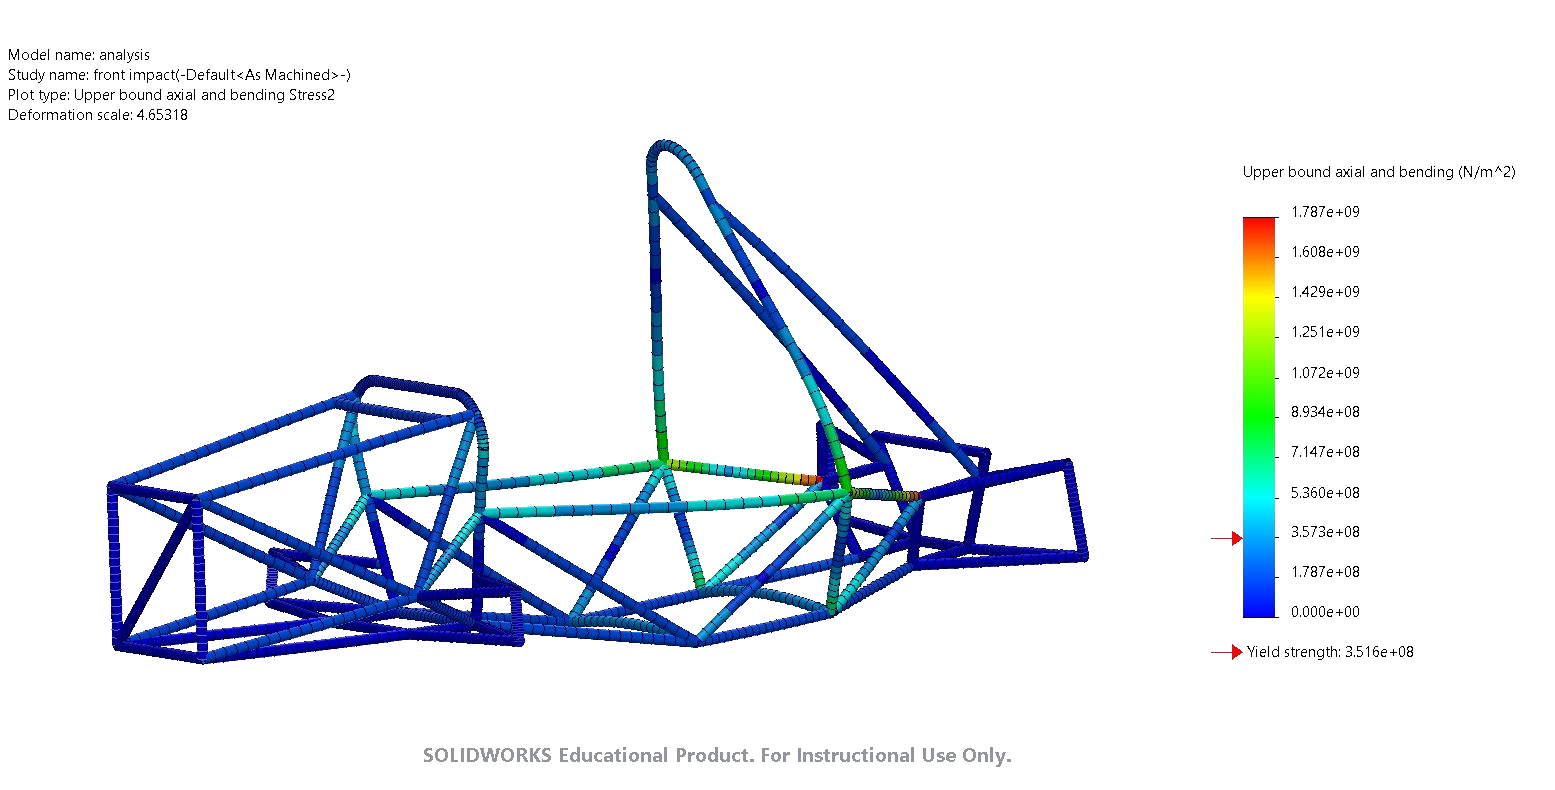 Model name: analysis
Study name: front impact(-Default<As Machined>-)
Plot type: Upper bound axial and bending Stress2
Deformation scale: 4.65318
Upper bound axial and bending (N/m^2)
1.787e+09
1.608e+09
1.429e+09
1.251e+09
1.072e+09
8.934e+08
7.147e+08
5.360e+08
3.573e+08
1.787e+08
0.000e+00
Yield strength: 3.516e+08
SOLIDWORKS Educational Product. For Instructional Use Only.